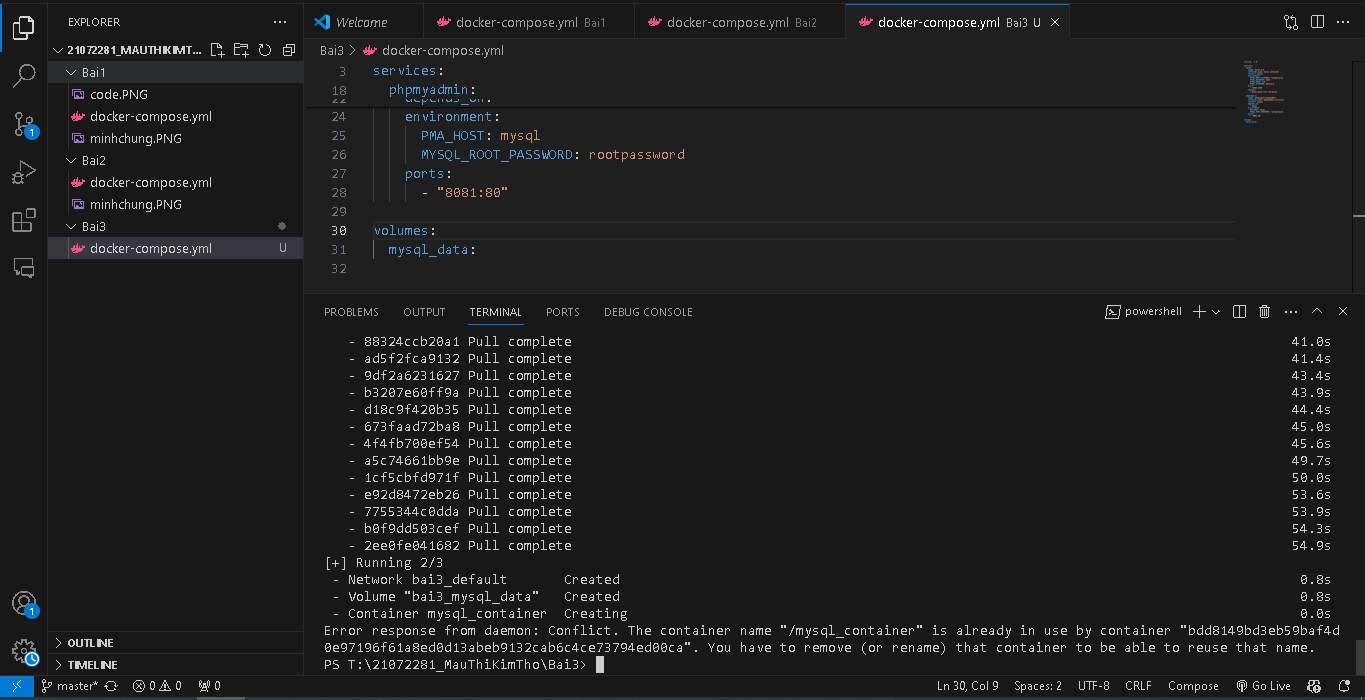 EXPLORER
21072281_MAUTHIKIMT...
Bai1
code.PNG
docker-compose.yml
minhchung.PNG
Bai2
docker-compose.yml
minhchung.PNG
Bai3
docker-compose.yml U
OUTLINE
TIMELINE
1
1
Welcome
docker-compose.yml Bai1
docker-compose.yml Bai2
docker-compose.yml Bai3 U
Bai3 > docker-compose.yml
3 services:
18 phpmyadmin:
22 depends_on:
24 environment:
25 PMA_HOST: mysql
26 MYSQL_ROOT_PASSWORD: rootpassword
27 ports:
28 - "8081:80"
29
30 volumes:
31 mysql_data:
32
PROBLEMS OUTPUT TERMINAL PORTS DEBUG CONSOLE
powershell
- 88324ccb20a1 Pull complete 41.0s
- ad5f2fca9132 Pull complete 41.4s
- 9df2a6231627 Pull complete 43.4s
- b3207e60ff9a Pull complete 43.9s
- d18c9f420b35 Pull complete 44.4s
- 673faad72ba8 Pull complete 45.0s
- 4f4fb700ef54 Pull complete 45.6s
- a5c74661bb9e Pull complete 49.7s
- 1cf5cbfd971f Pull complete 50.0s
- e92d8472eb26 Pull complete 53.6s
- 7755344c0dda Pull complete 53.9s
- b0f9dd503cef Pull complete 54.3s
- 2ee0fe041682 Pull complete 54.9s
[+] Running 2/3
- Network bai3_default Created 0.8s
- Volume "bai3_mysql_data" Created 0.8s
- Container mysql_container Creating 0.0s
Error response from daemon: Conflict. The container name "/mysql_container" is already in use by container "bdd8149bd3eb59baf4d
0e97196f61a8ed0d13abeb9132cab6c4ce73794ed00ca". You have to remove (or rename) that container to be able to reuse that name.
PS T:\21072281_MauThiKimTho\Bai3>
master* 0 0 0 Ln 30, Col 9 Spaces: 2 UTF-8 CRLF Compose Go Live